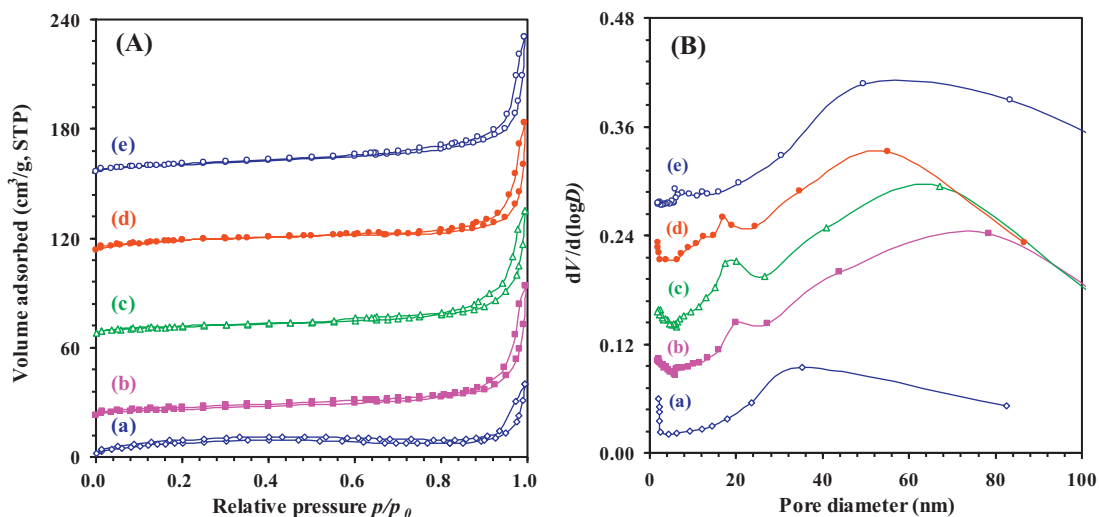 (A)
Volume adsorbed (cm³/g, STP)
240
180
120
60
0
(e)
(d)
(c)
(b)
(a)
0.0 0.2 0.4 0.6 0.8 1.0
Relative pressure p/p₀
(B)
dV/d(logD)
0.48
0.36
0.24
0.12
0.00
(e)
(d)
(c)
(b)
(a)
0 20 40 60 80 100
Pore diameter (nm)